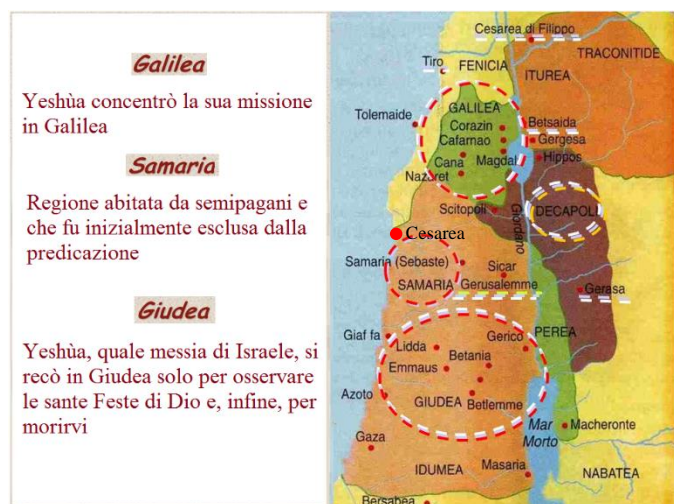 Galilea
Yeshùa concentrò la sua missione
in Galilea
Samaria
Regione abitata da semipagani e
che fu inizialmente esclusa dalla
predicazione
Giudea
Yeshùa, quale messia di Israele, si
recò in Giudea solo per osservare
le sante Feste di Dio e, infine, per
morirvi
Cesarea di Filippo
TRACONITIDE
Tiro
FENICIA
ITUREA
GALILEA
Tolemaide
Corazin
Betsaida
Cafarnao
Gergesa
Cana
Magdal
Hippos
Nazaret
Scitopoli
DECAPOLI
Giordano
Cesarea
Samaria (Sebaste)
Sicar
SAMARIA
Gerusalemme
Gerasa
Giaffa
Lidda
Gerico
PEREA
Betania
Emmaus
Azoto
GIUDEA
Betlemme
Mar
Morto
Macheronte
Gaza
IDUMEA
Masaria
NABATEA
Bersabea